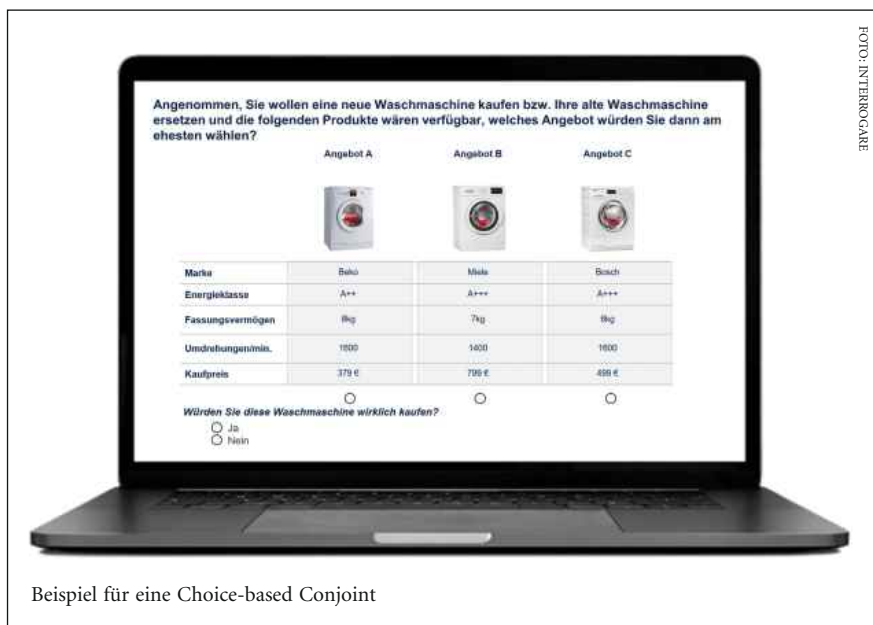 FOTO: INTERROGARE
Angenommen, Sie wollen eine neue Waschmaschine kaufen bzw. Ihre alte Waschmaschine
ersetzen und die folgenden Produkte wären verfügbar, welches Angebot würden Sie dann am
ehesten wählen?
Angebot A Angebot B Angebot C
Marke Beko Miele Bosch
Energieklasse A++ A+++ A+++
Fassungsvermögen 7kg
Umdrehungen/min. 1400 1600
Kaufpreis 379 € 799 € 499 €
Würden Sie diese Waschmaschine wirklich kaufen?
Ja
Nein
Beispiel für eine Choice-based Conjoint